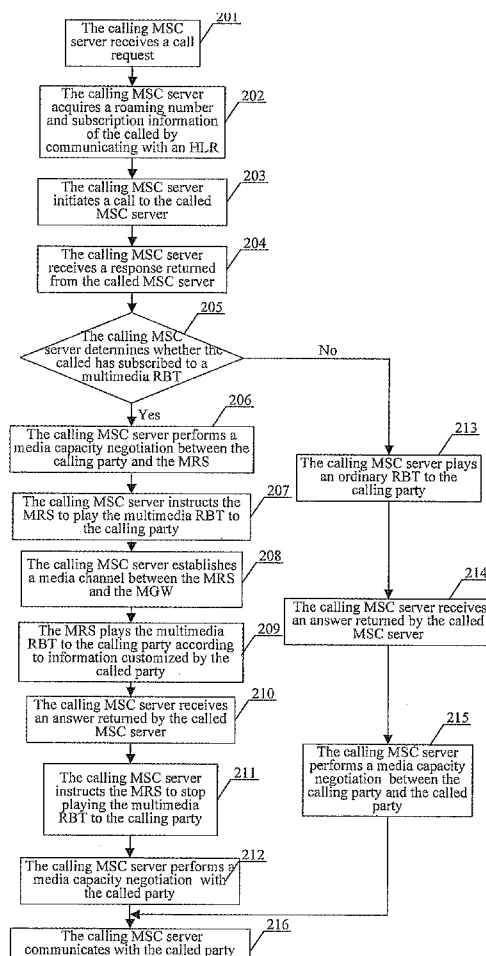 201
The calling MSC
server receives a call
request
202
The calling MSC server
acquires a roaming number
and subscription information
of the called by
communicating with an HLR
203
The calling MSC server
initiates a call to the called
MSC server
204
The calling MSC server
receives a response returned
from the called MSC server
205
The calling MSC
server determines whether the
called has subscribed to a
multimedia RBT
No
Yes
206
The calling MSC server performs a
media capacity negotiation between the
calling party and the MRS
207
The calling MSC server instructs the
MRS to play the multimedia RBT to
the calling party
208
The calling MSC server establishes
a media channel between the MRS
and the MGW
209
The MRS plays the multimedia
RBT to the calling party according
to information customized by the
called party
210
The calling MSC server receives
an answer returned by the called
MSC server
211
The calling MSC server
instructs the MRS to stop
playing the multimedia
RBT to the calling party
212
The calling MSC server performs a
media capacity negotiation with
the called party
213
The calling MSC server plays
an ordinary RBT to the
calling party
214
The calling MSC server receives
an answer returned by the called
MSC server
215
The calling MSC server
performs a media capacity
negotiation between the
calling party and the called
party
216
The calling MSC server
communicates with the called party